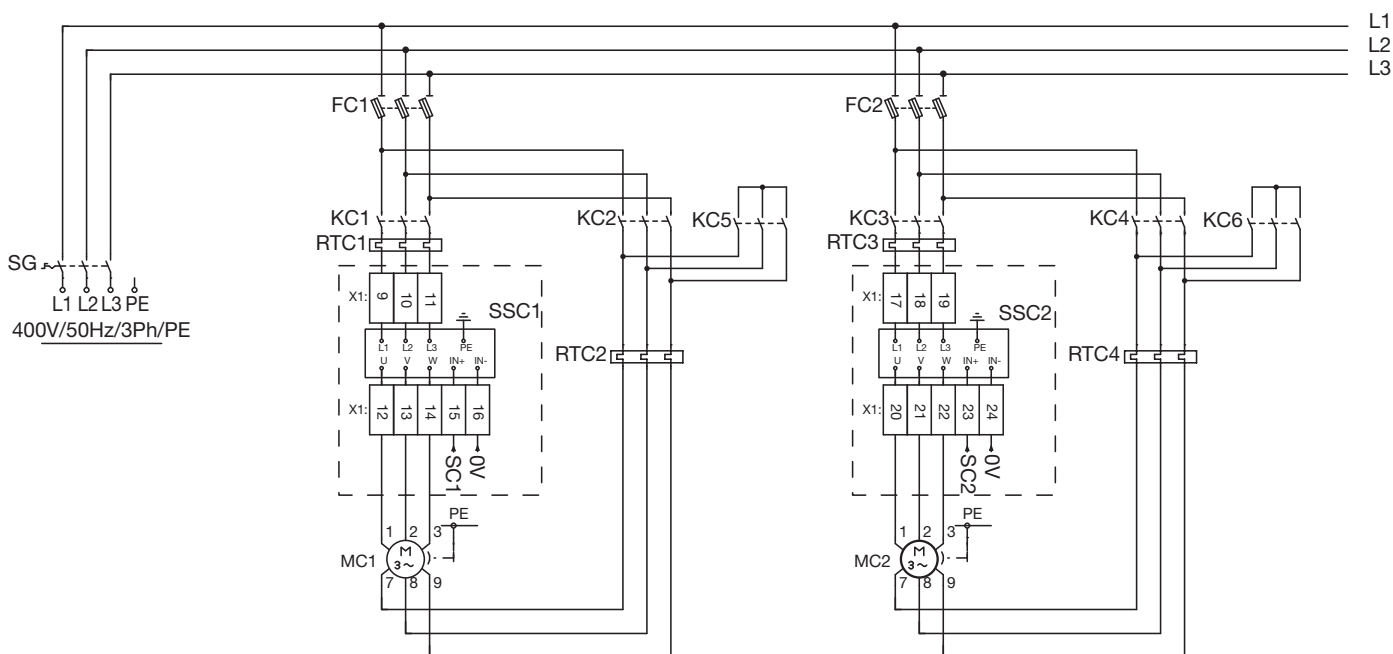 L1
L2
L3
FC1
FC2
KC1
KC2
KC5
KC3
KC4
KC6
RTC1
RTC3
SG
L1 L2 L3 PE
400V/50Hz/3Ph/PE
X1: 9 10 11
SSC1
X1: 17 18 19
SSC2
L1 L2 L3 PE
U V W IN+ IN-
L1 L2 L3 PE
U V W IN+ IN-
RTC2
RTC4
X1: 12 13 14 15 16
X1: 20 21 22 23 24
SC1 0V
SC2 0V
PE
PE
1 2 3
1 2 3
MC1
M
3~
MC2
M
3~
7 8 9
7 8 9